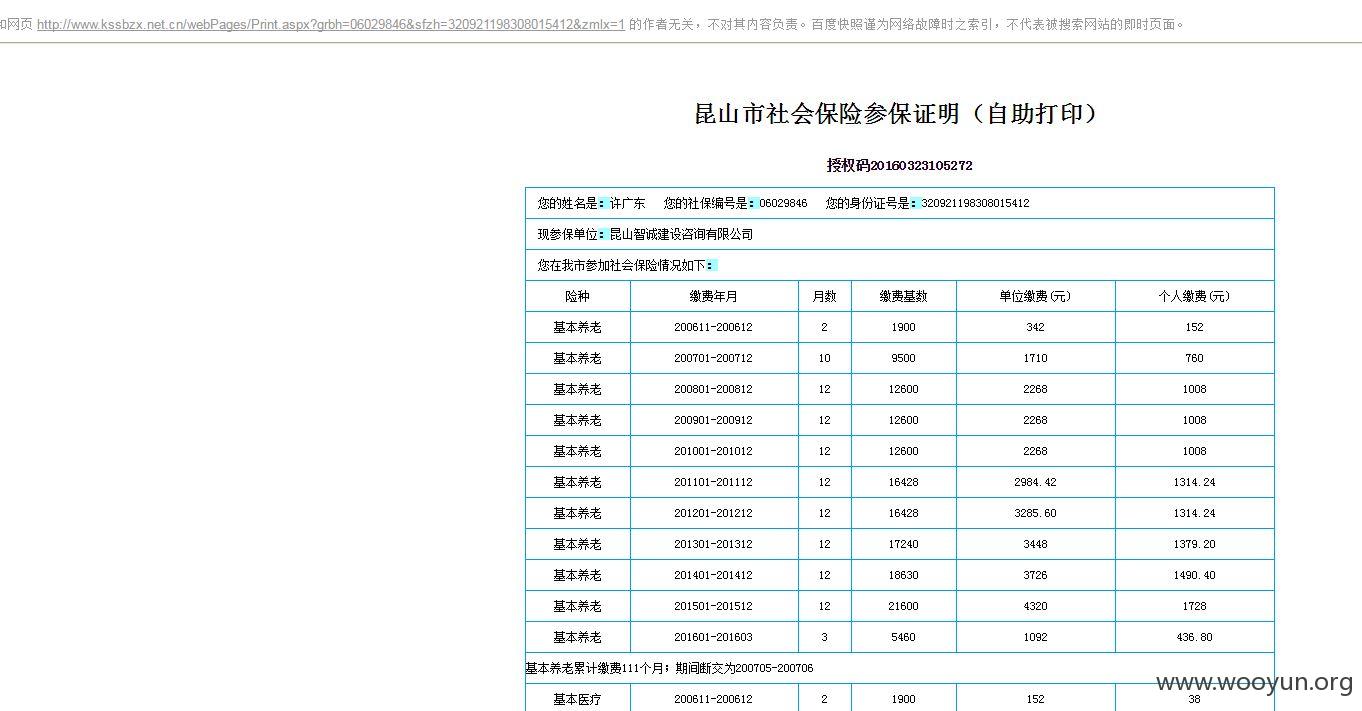 和网页 http://www.kssbzx.net.cn/webPages/Print.aspx?grbh=06029846&sfzh=320921198308015412&zmlx=1 的作者无关，不对其内容负责。百度快照谨为网络故障时之索引，不代表被搜索网站的即时页面。
昆山市社会保险参保证明（自助打印）
授权码20160323105272
您的姓名是：许广东 您的社保编号是：06029846 您的身份证号是：320921198308015412
现参保单位：昆山智诚建设咨询有限公司
您在我市参加社会保险情况如下：
险种 缴费年月 月数 缴费基数 单位缴费(元) 个人缴费(元)
基本养老 200611-200612 2 1900 342 152
基本养老 200701-200712 10 9500 1710 760
基本养老 200801-200812 12 12600 2268 1008
基本养老 200901-200912 12 12600 2268 1008
基本养老 201001-201012 12 12600 2268 1008
基本养老 201101-201112 12 16428 2984.42 1314.24
基本养老 201201-201212 12 16428 3285.60 1314.24
基本养老 201301-201312 12 17240 3448 1379.20
基本养老 201401-201412 12 18630 3726 1490.40
基本养老 201501-201512 12 21600 4320 1728
基本养老 201601-201603 3 5460 1092 436.80
基本养老累计缴费111个月；期间断交为200705-200706
基本医疗 200611-200612 2 1900 152 38
www.wooyun.org